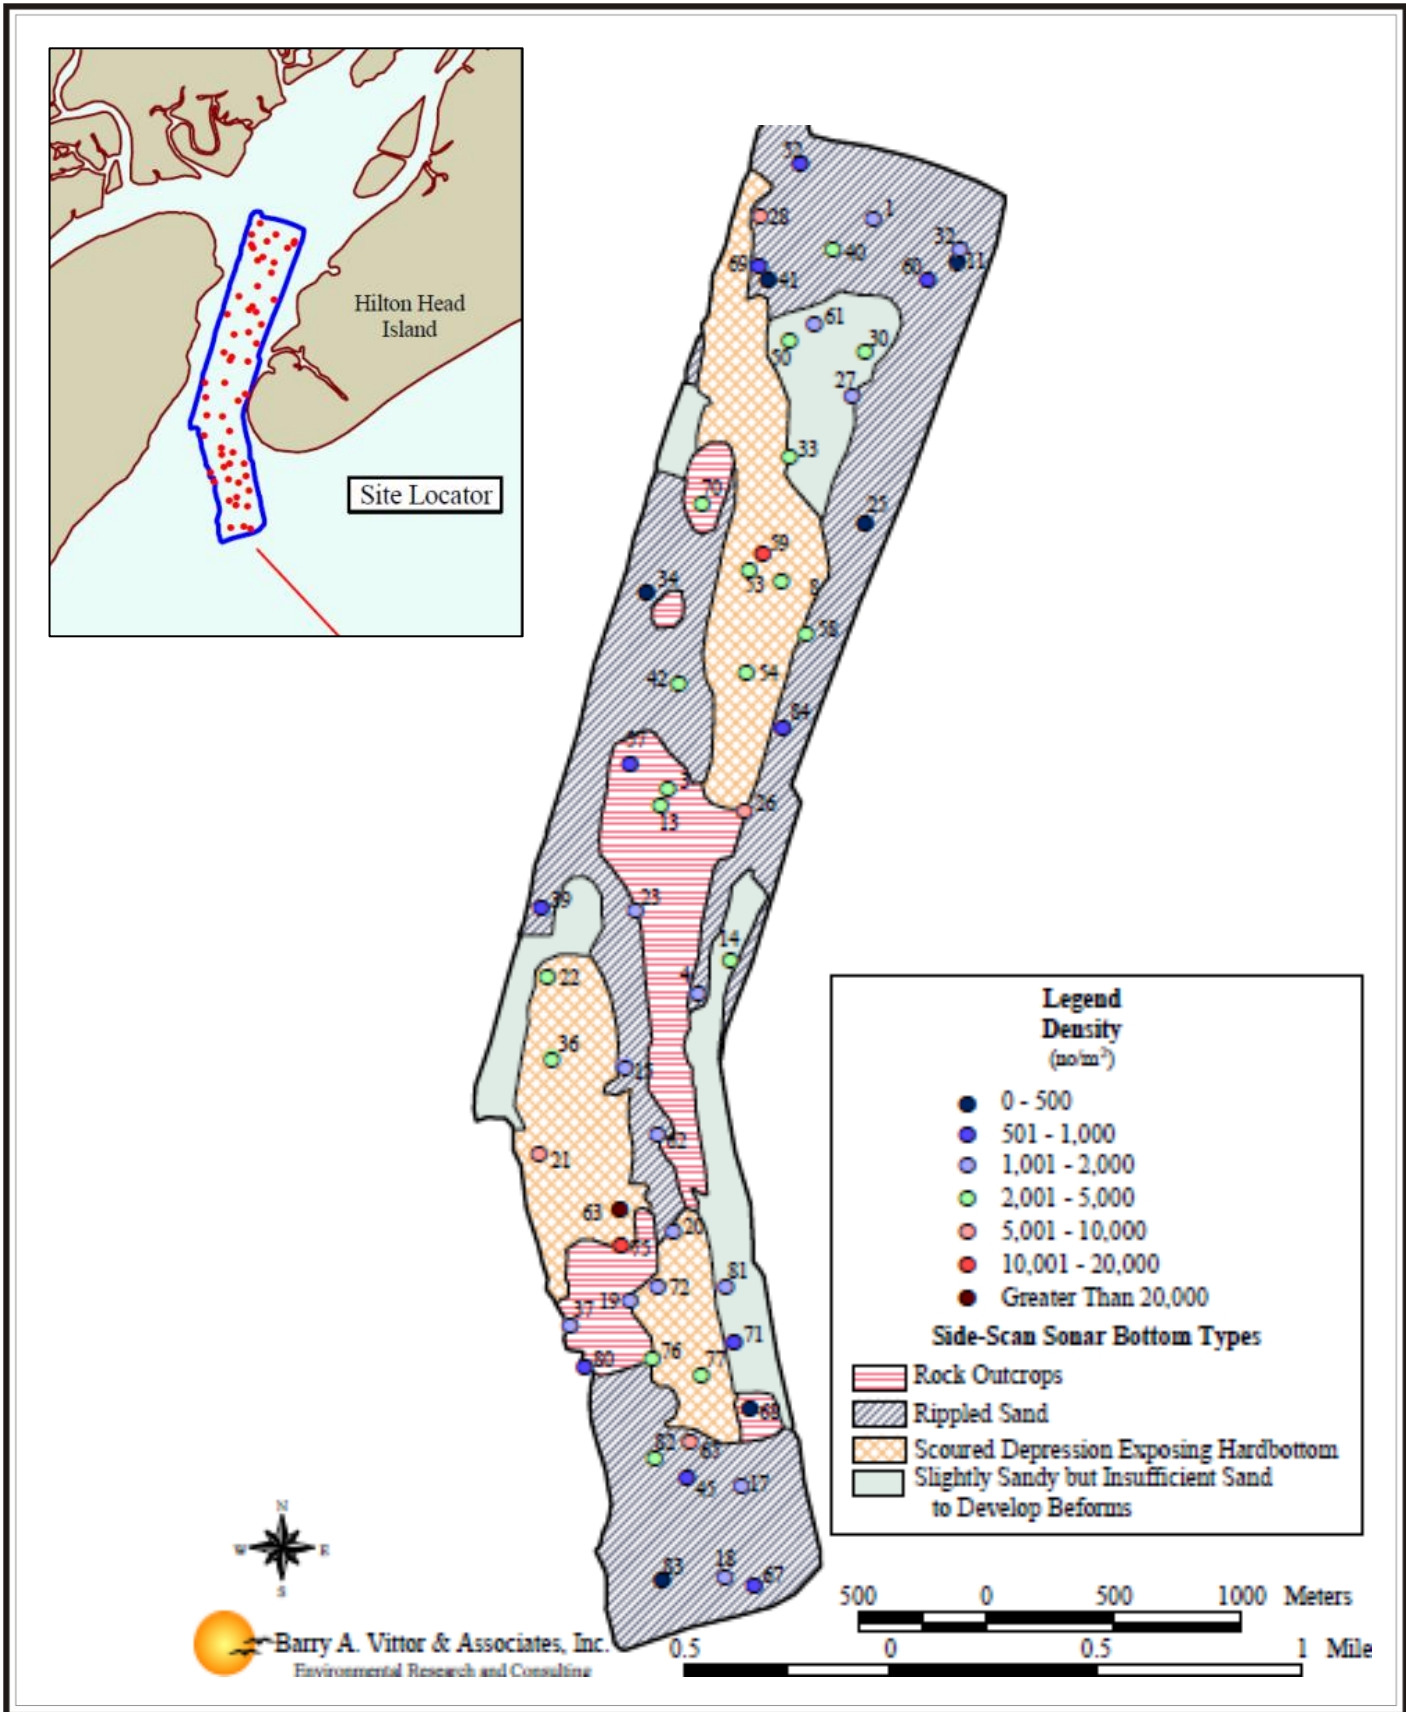 Hilton Head
Island
Site Locator
52
28
1
40
32
11
69
41
60
61
50
30
27
33
70
25
59
53
8
34
58
42
54
84
57
3
13
26
39
23
14
22
4
36
15
62
21
63
20
75
72
81
19
37
71
76
80
77
68
82
65
45
17
83
18
67
Legend
Density
(no/m²)
0 - 500
501 - 1,000
1,001 - 2,000
2,001 - 5,000
5,001 - 10,000
10,001 - 20,000
Greater Than 20,000
Side-Scan Sonar Bottom Types
Rock Outcrops
Rippled Sand
Scoured Depression Exposing Hardbottom
Slightly Sandy but Insufficient Sand
to Develop Beforms
N
W E
S
500 0 500 1000 Meters
0.5 0 0.5 1 Mile
Barry A. Vittor & Associates, Inc.
Environmental Research and Consulting